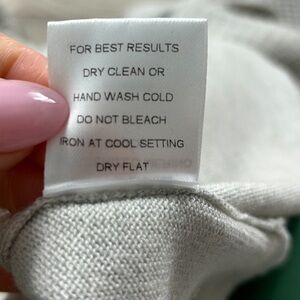 FOR BEST RESULTS
DRY CLEAN OR
HAND WASH COLD
DO NOT BLEACH
IRON AT COOL SETTING
DRY FLAT